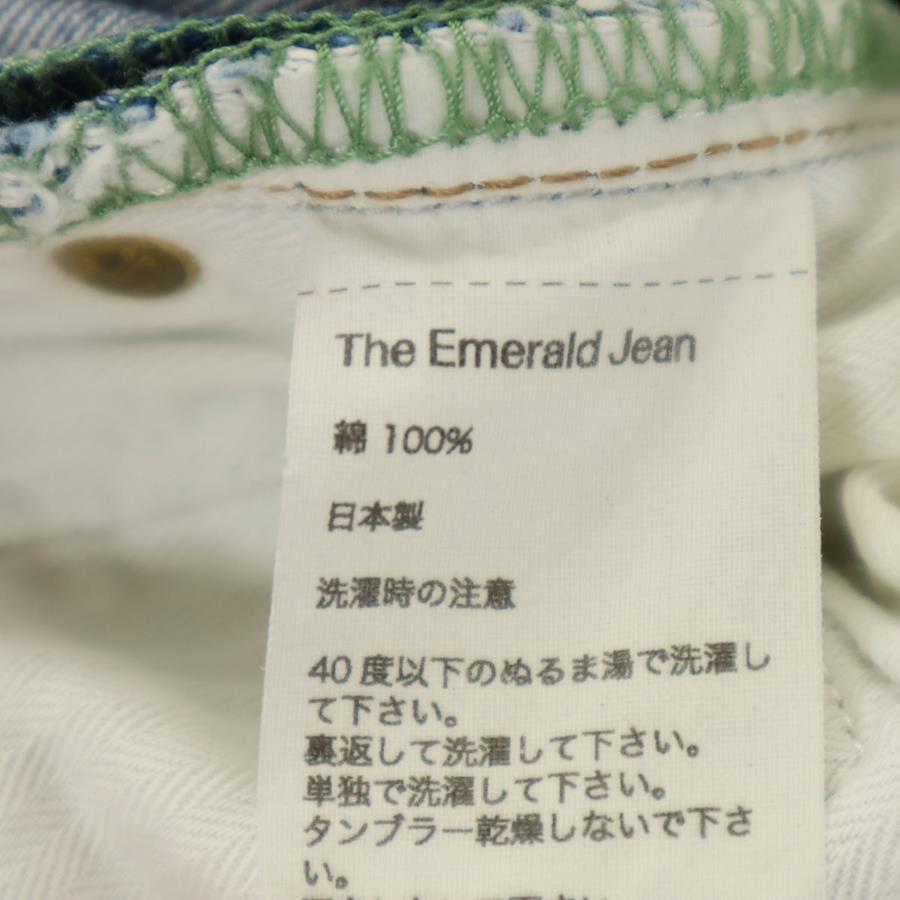 The Emerald Jean
綿 100%
日本製
洗濯時の注意
40 度以下のぬるま湯で洗濯し
て下さい。
裏返して洗濯して下さい。
単独で洗濯して下さい。
タンブラー乾燥しないで下さ
い。